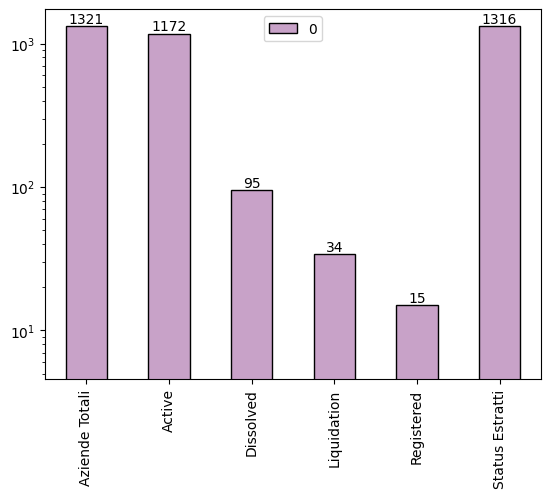 1321
1172
95
34
15
1316
0
10³
10²
10¹
Aziende Totali
Active
Dissolved
Liquidation
Registered
Status Estratti